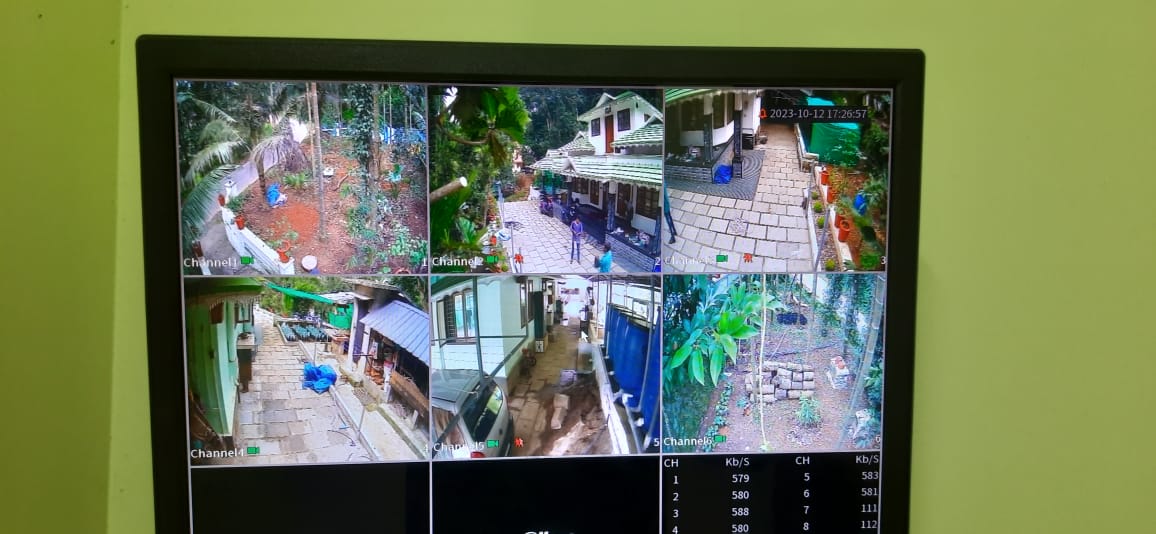 2023-10-12 17:26:57
Channel1 1
Channel2 2
3
Channel4 4
Channel5 5
Channel6 6
CH Kb/S CH Kb/S
1 579 5 583
2 580 6 581
3 588 7 111
4 580 8 112